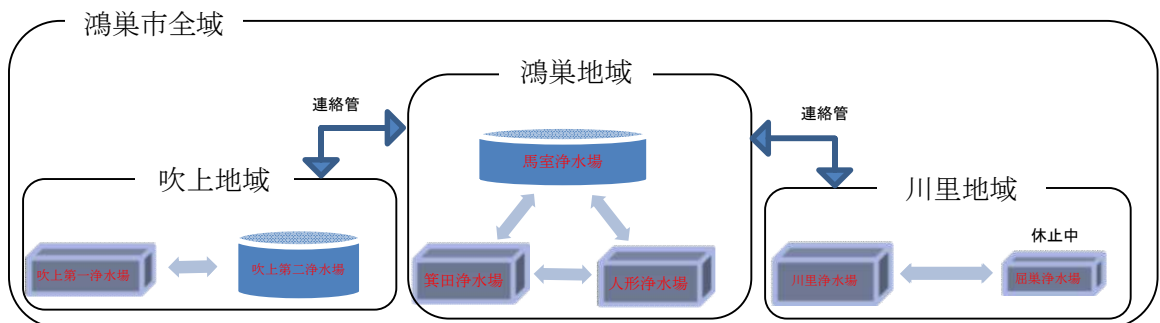 鴻巣市全域
鴻巣地域
連絡管
連絡管
馬室浄水場
吹上地域
川里地域
休止中
吹上第一浄水場
吹上第二浄水場
箕田浄水場
人形浄水場
川里浄水場
屈巣浄水場